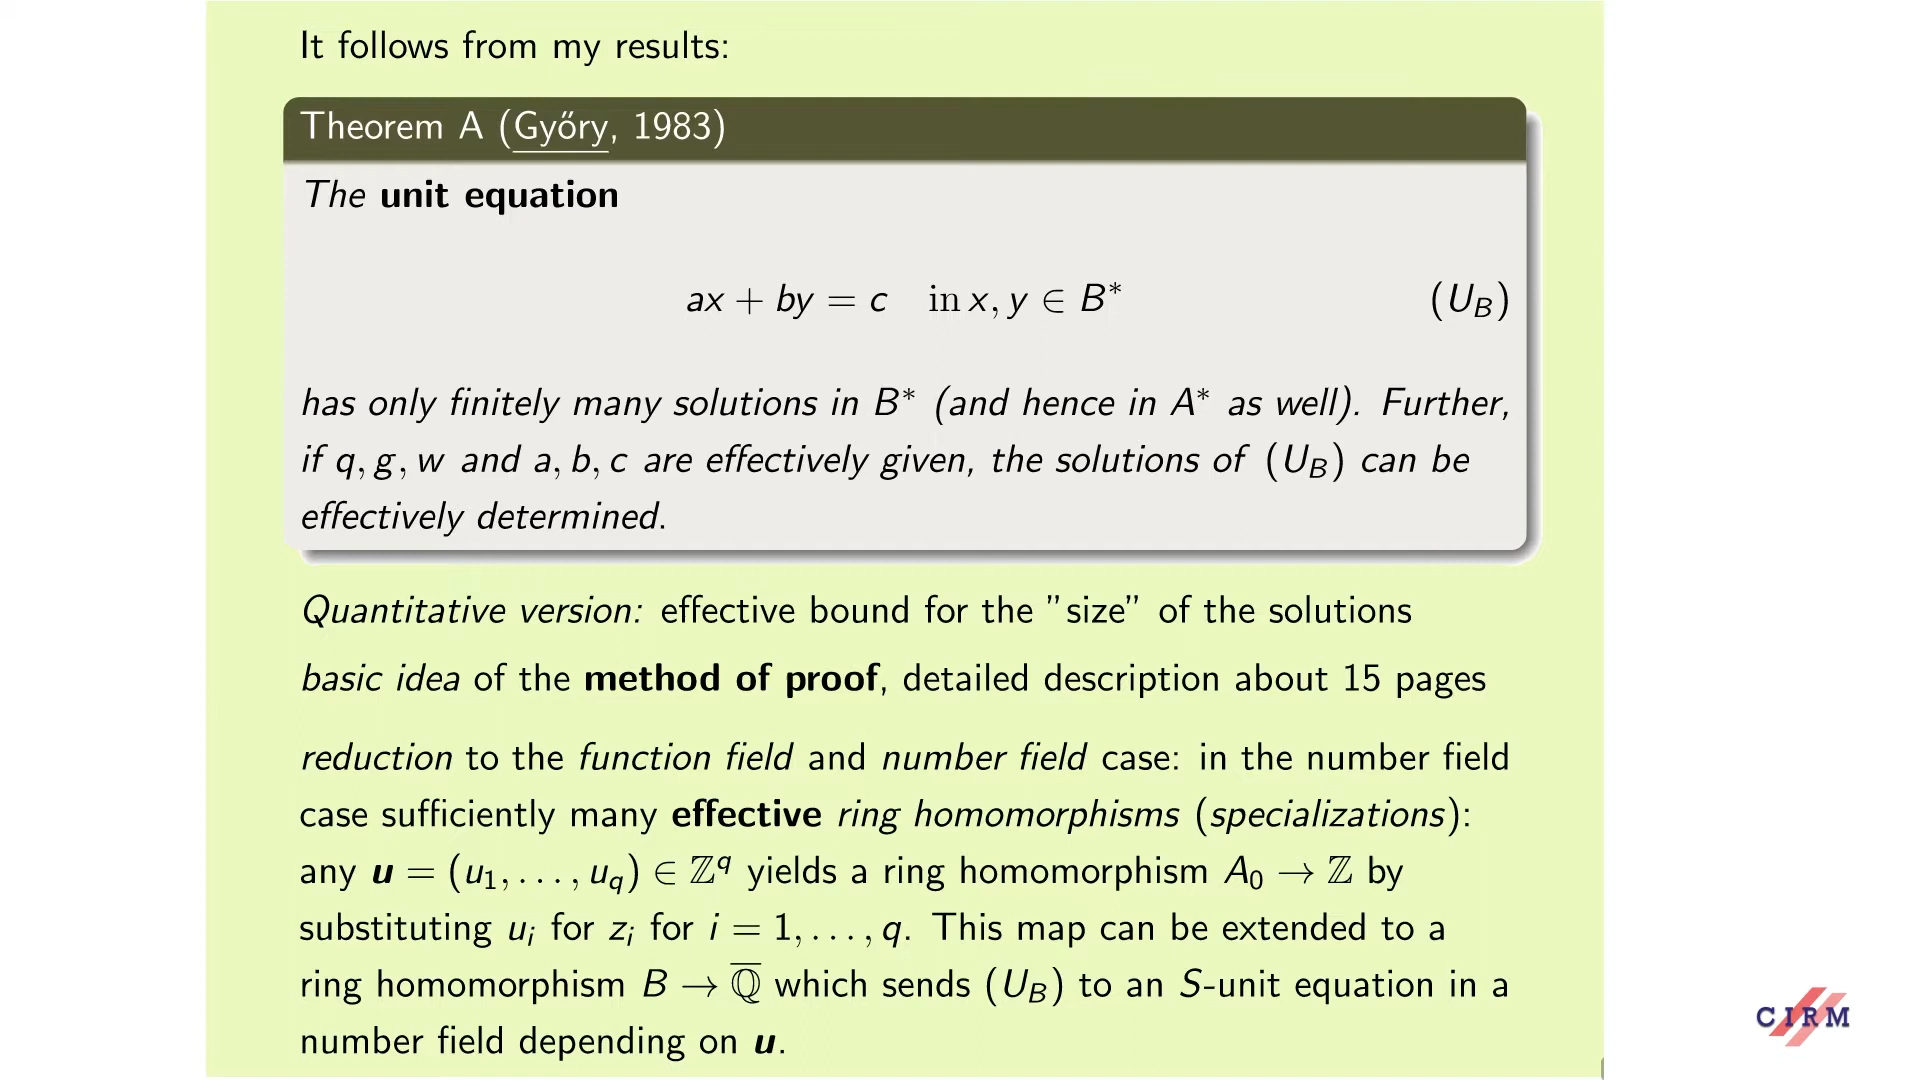 It follows from my results:
Theorem A (Győry, 1983)
The unit equation
ax + by = c in x, y ∈ B* (U_B)
has only finitely many solutions in B* (and hence in A* as well). Further,
if q, g, w and a, b, c are effectively given, the solutions of (U_B) can be
effectively determined.
Quantitative version: effective bound for the ”size” of the solutions
basic idea of the method of proof, detailed description about 15 pages
reduction to the function field and number field case: in the number field
case sufficiently many effective ring homomorphisms (specializations):
any u = (u₁, . . . , u_q) ∈ ℤ^q yields a ring homomorphism A₀ → ℤ by
substituting u_i for z_i for i = 1, . . . , q. This map can be extended to a
ring homomorphism B → ℚ̅ which sends (U_B) to an S-unit equation in a
number field depending on u.
CIRM